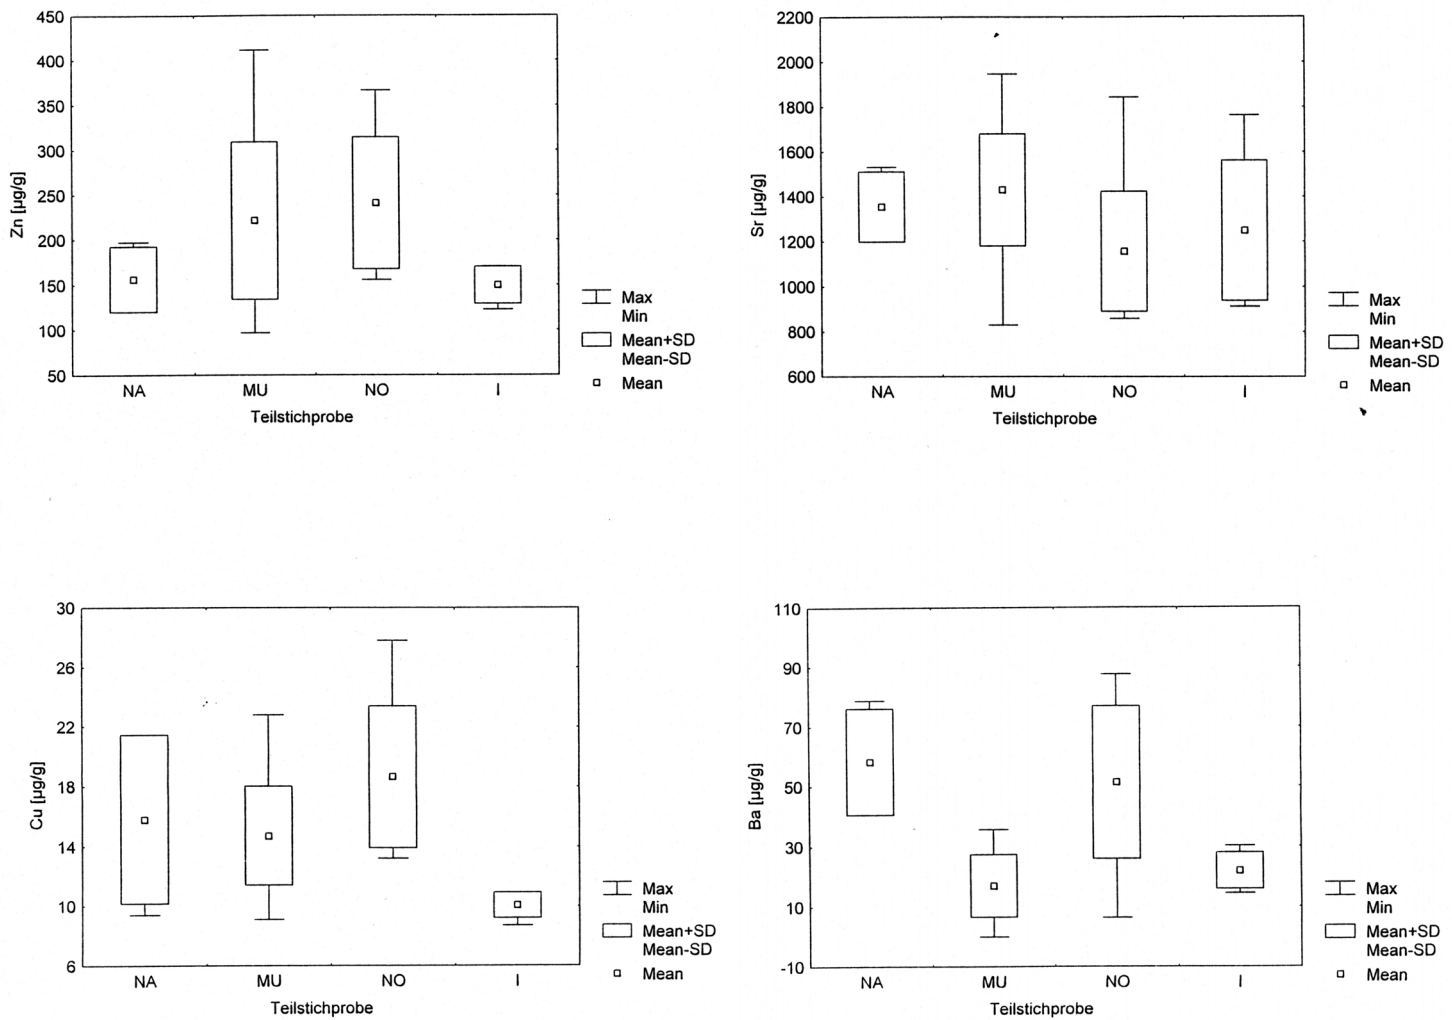 450
400
350
300
250
200
150
100
50
Zn [µg/g]
NA MU NO I
Teilstichprobe
Max
Min
Mean+SD
Mean-SD
Mean
2200
2000
1800
1600
1400
1200
1000
800
600
Sr [µg/g]
NA MU NO I
Teilstichprobe
Max
Min
Mean+SD
Mean-SD
Mean
30
26
22
18
14
10
6
Cu [µg/g]
NA MU NO I
Teilstichprobe
Max
Min
Mean+SD
Mean-SD
Mean
110
90
70
50
30
10
-10
Ba [µg/g]
NA MU NO I
Teilstichprobe
Max
Min
Mean+SD
Mean-SD
Mean